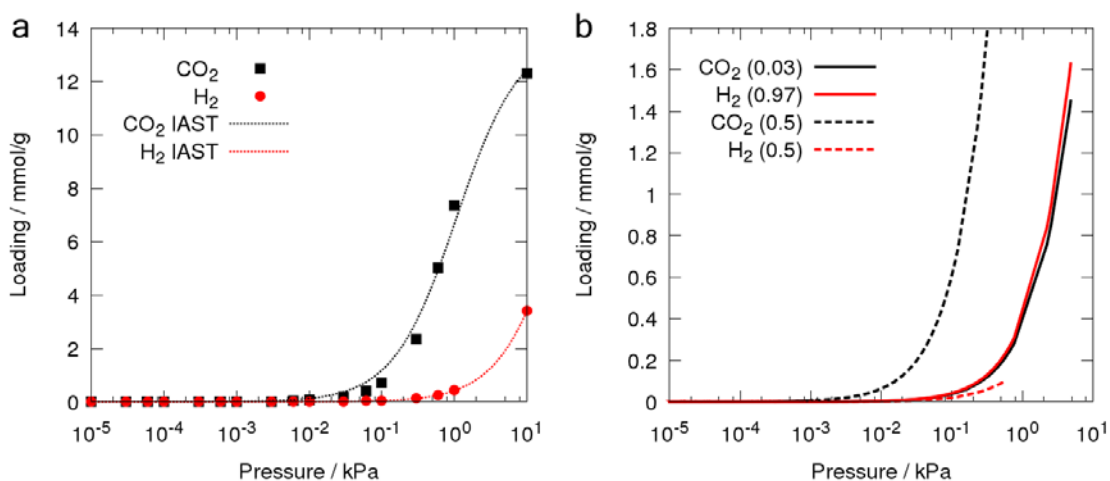 a
14
12
10
8
6
4
2
0
Loading / mmol/g
CO₂
H₂
CO₂ IAST
H₂ IAST
10⁻⁵ 10⁻⁴ 10⁻³ 10⁻² 10⁻¹ 10⁰ 10¹
Pressure / kPa
b
1.8
1.6
1.4
1.2
1
0.8
0.6
0.4
0.2
0
Loading / mmol/g
CO₂ (0.03)
H₂ (0.97)
CO₂ (0.5)
H₂ (0.5)
10⁻⁵ 10⁻⁴ 10⁻³ 10⁻² 10⁻¹ 10⁰ 10¹
Pressure / kPa